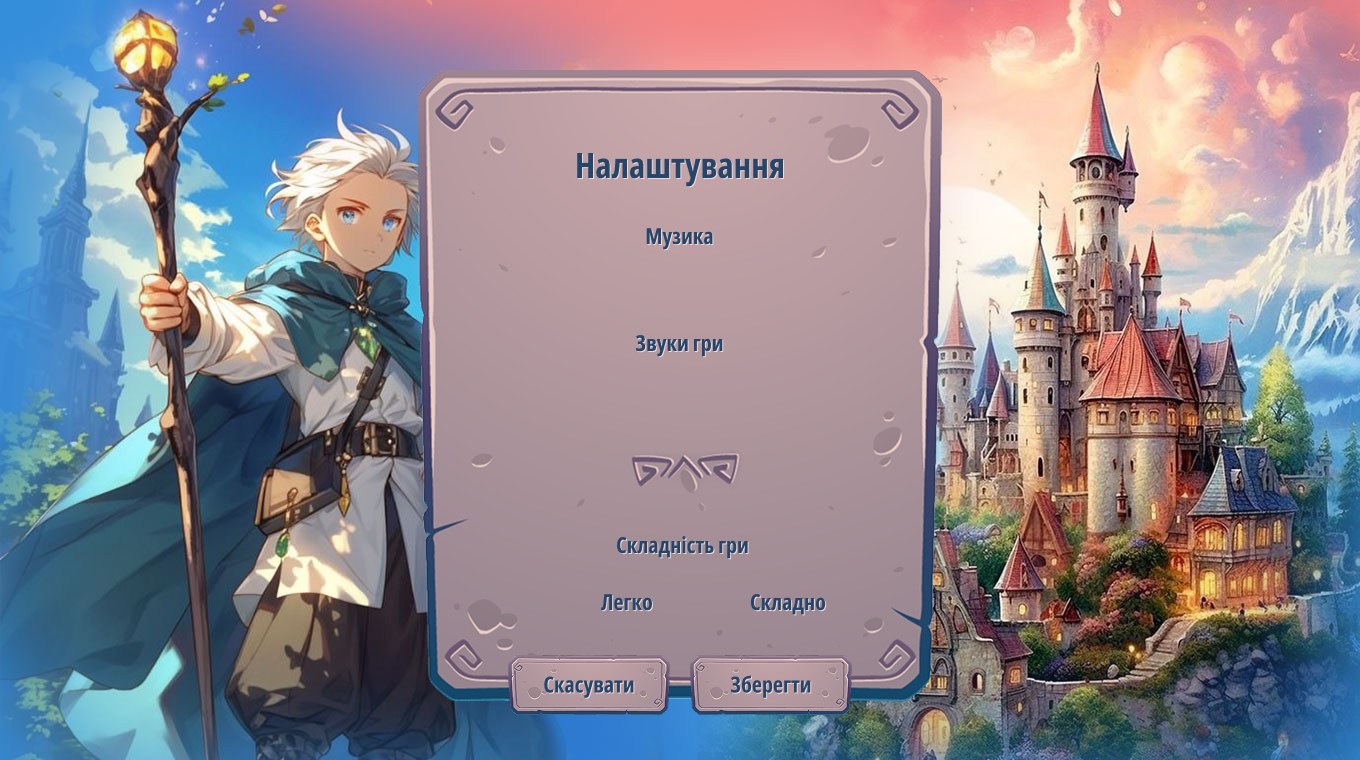 Налаштування
Музика
Звуки гри
Складність гри
Легко Складно
Скасувати Зберегти